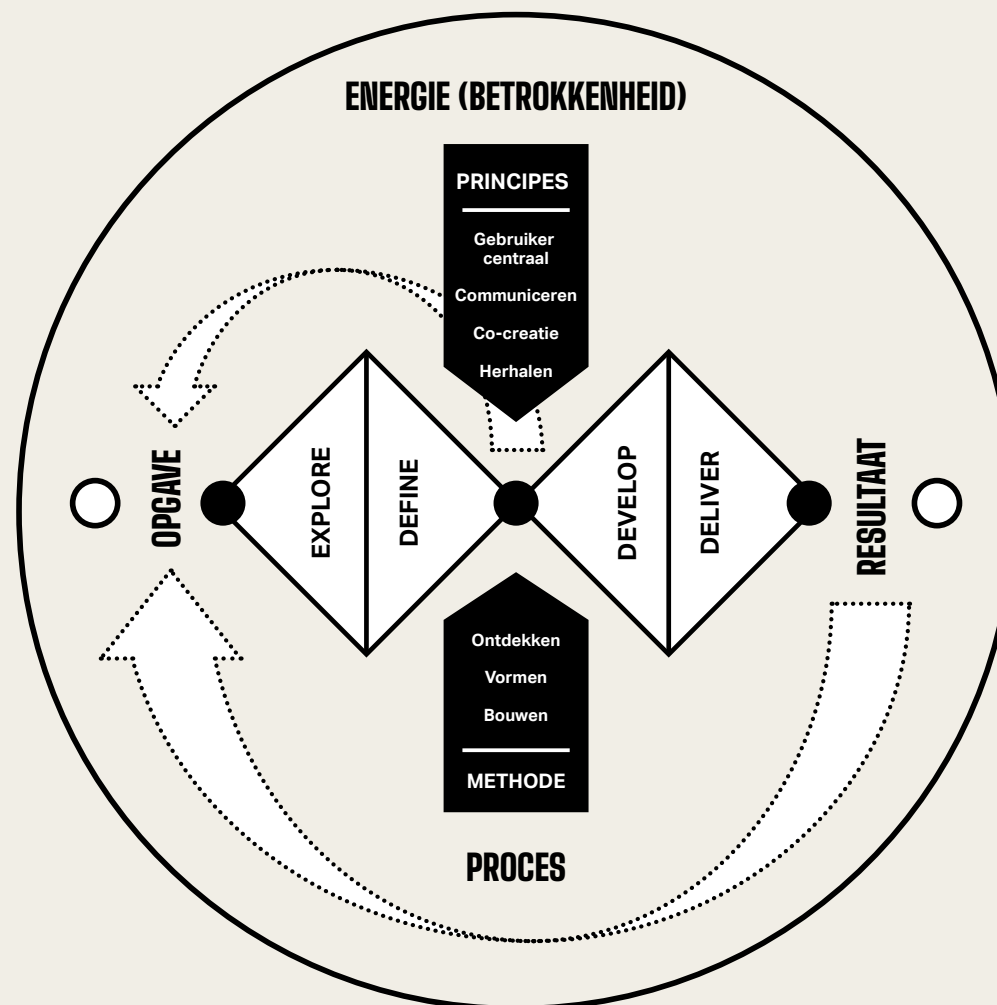 ENERGIE (BETROKKENHEID)
PRINCIPES
Gebruiker
centraal
Communiceren
Co-creatie
Herhalen
OPGAVE
EXPLORE
DEFINE
DEVELOP
DELIVER
RESULTAAT
Ontdekken
Vormen
Bouwen
METHODE
PROCES